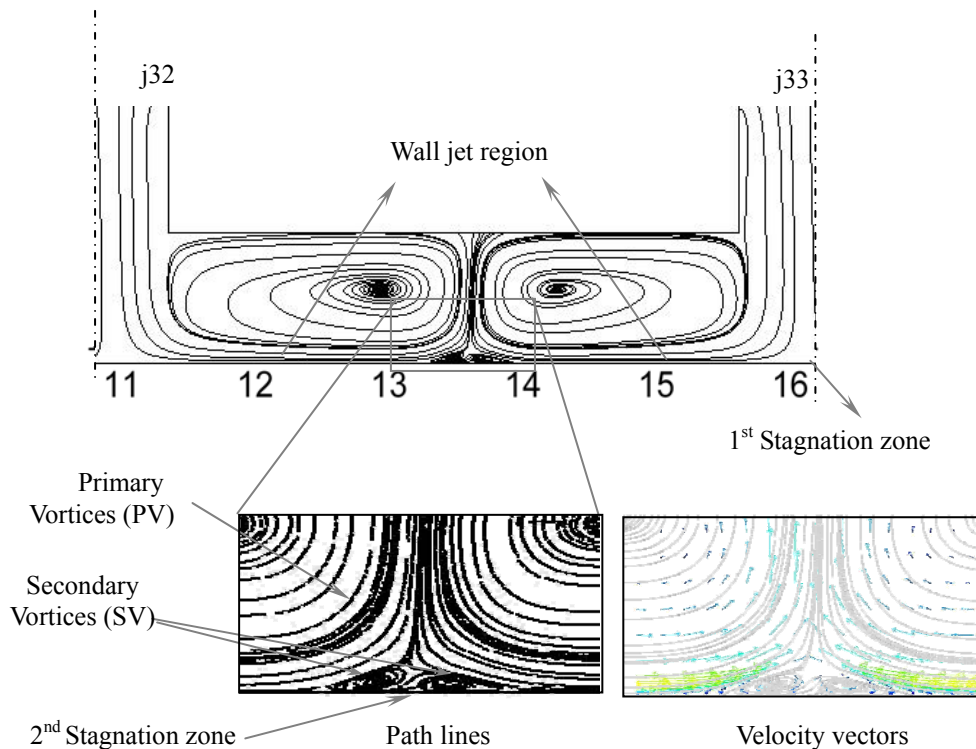 j32
j33
Wall jet region
11 12 13 14 15 16
1st Stagnation zone
Primary
Vortices (PV)
Secondary
Vortices (SV)
2nd Stagnation zone
Path lines
Velocity vectors